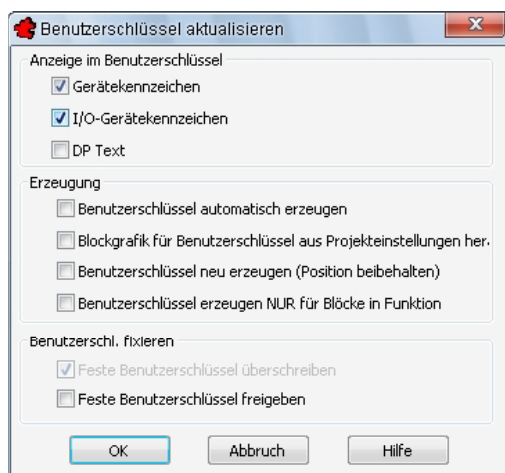 Benutzerschlüssel aktualisieren
Anzeige im Benutzerschlüssel
Gerätekennzeichen
I/O-Gerätekennzeichen
DP Text
Erzeugung
Benutzerschlüssel automatisch erzeugen
Blockgrafik für Benutzerschlüssel aus Projekteinstellungen her.
Benutzerschlüssel neu erzeugen (Position beibehalten)
Benutzerschlüssel erzeugen NUR für Blöcke in Funktion
Benutzerschl. fixieren
Feste Benutzerschlüssel überschreiben
Feste Benutzerschlüssel freigeben
OK Abbruch Hilfe